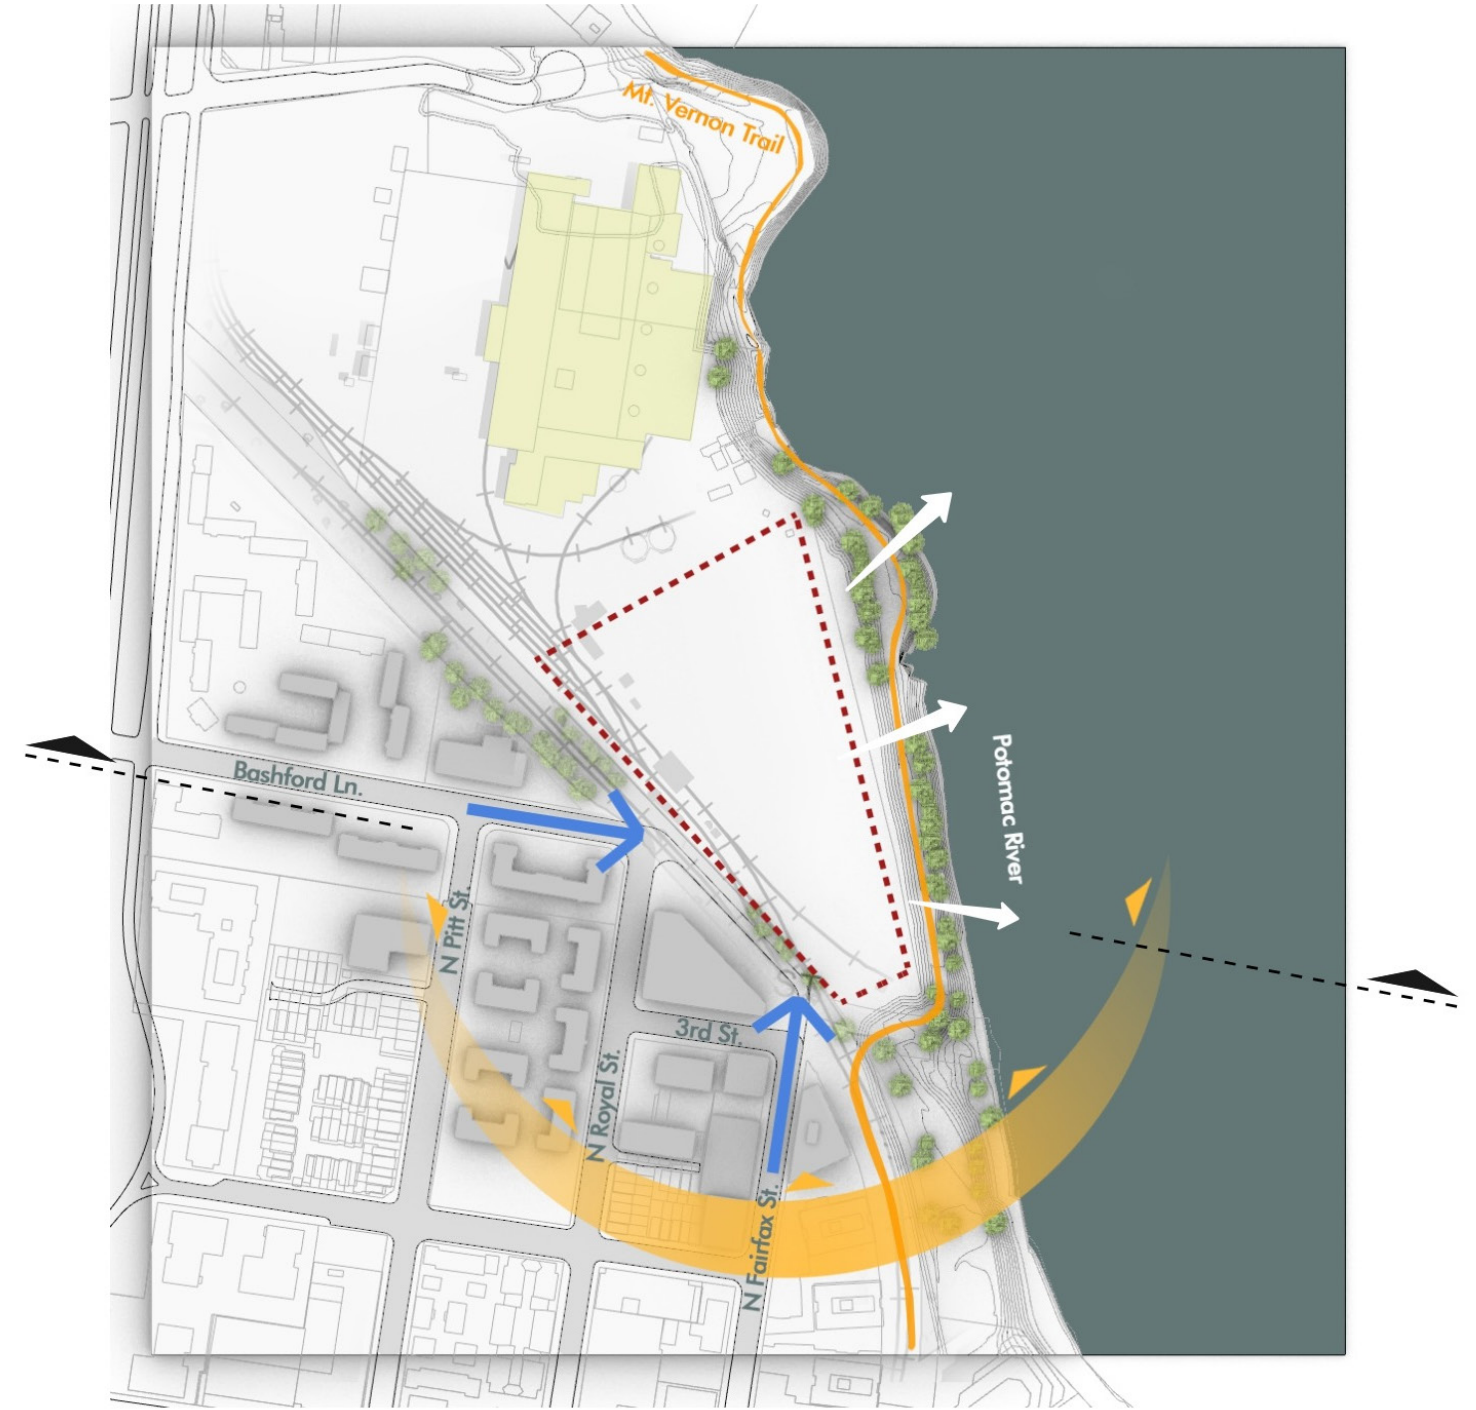 Mt. Vernon Trail
Potomac River
Bashford Ln.
N Pitt St.
3rd St.
N Royal St.
N Fairfax St.